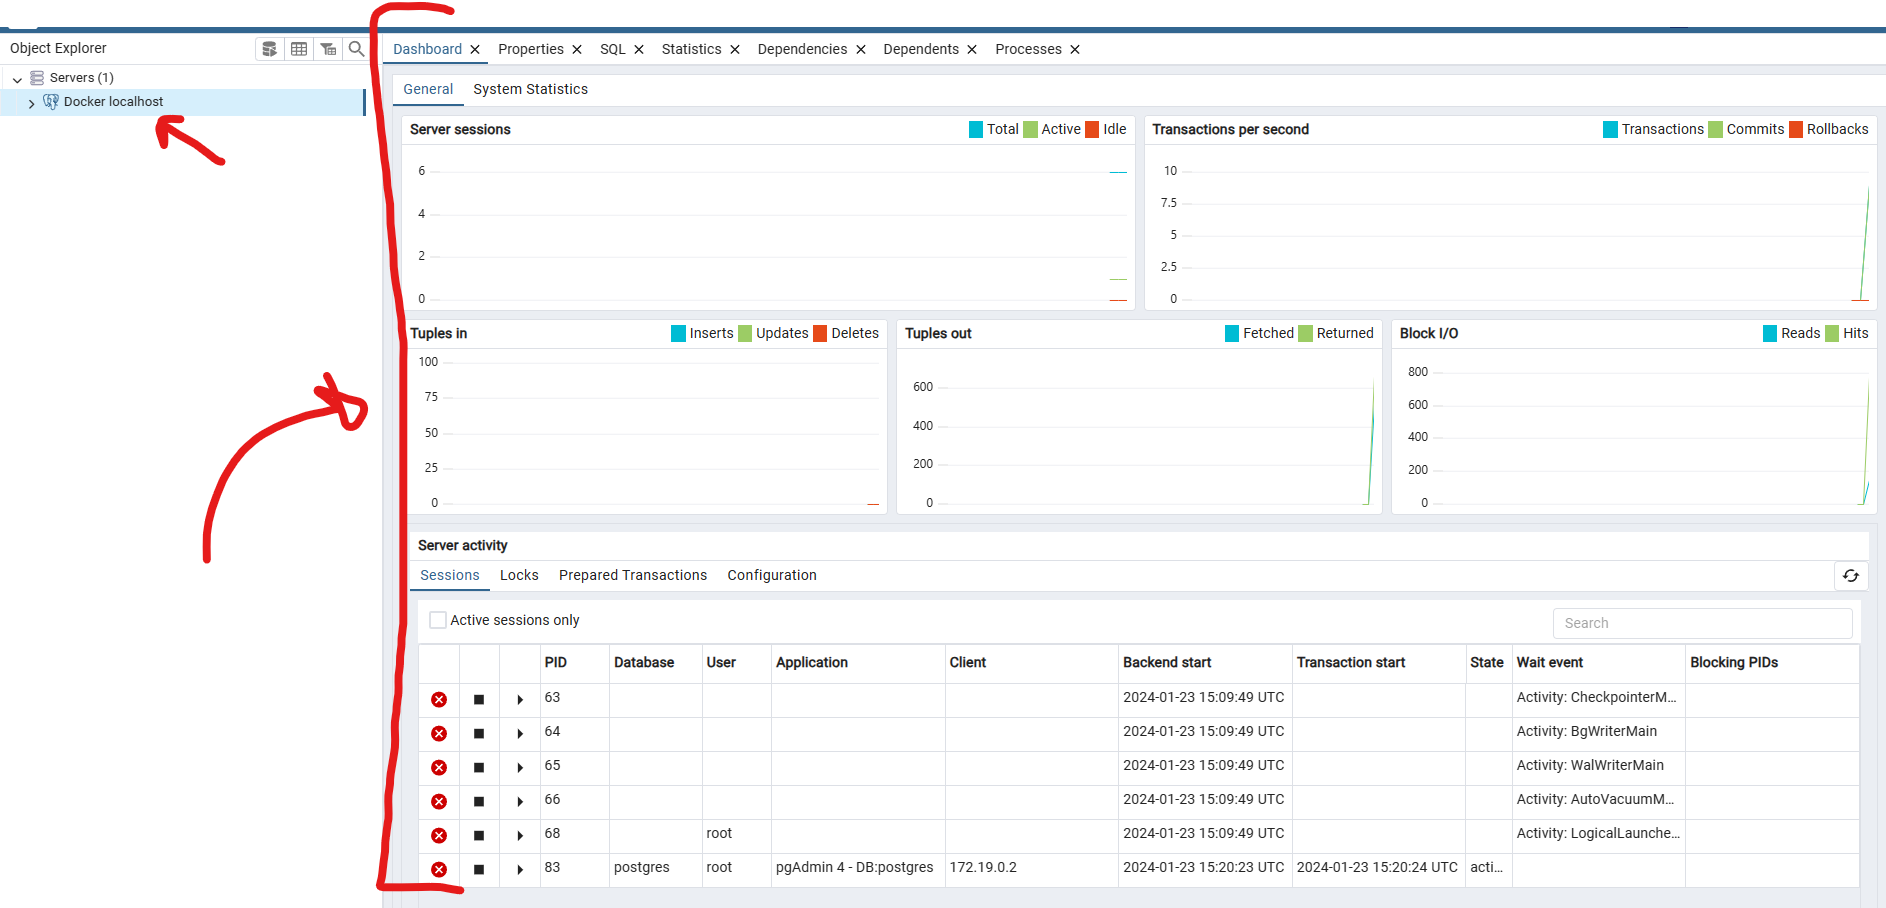 Object Explorer
Dashboard Properties SQL Statistics Dependencies Dependents Processes
Servers (1)
Docker localhost
General System Statistics
Server sessions
Total Active Idle
6
4
2
0
Transactions per second
Transactions Commits Rollbacks
10
7.5
5
2.5
0
Tuples in
Inserts Updates Deletes
100
75
50
25
0
Tuples out
Fetched Returned
600
400
200
0
Block I/O
Reads Hits
800
600
400
200
0
Server activity
Sessions Locks Prepared Transactions Configuration
Active sessions only
Search
PID Database User Application Client Backend start Transaction start State Wait event Blocking PIDs
63 2024-01-23 15:09:49 UTC Activity: CheckpointerM...
64 2024-01-23 15:09:49 UTC Activity: BgWriterMain
65 2024-01-23 15:09:49 UTC Activity: WalWriterMain
66 2024-01-23 15:09:49 UTC Activity: AutoVacuumM...
68 root 2024-01-23 15:09:49 UTC Activity: LogicalLaunche...
83 postgres root pgAdmin 4 - DB:postgres 172.19.0.2 2024-01-23 15:20:23 UTC 2024-01-23 15:20:24 UTC acti...